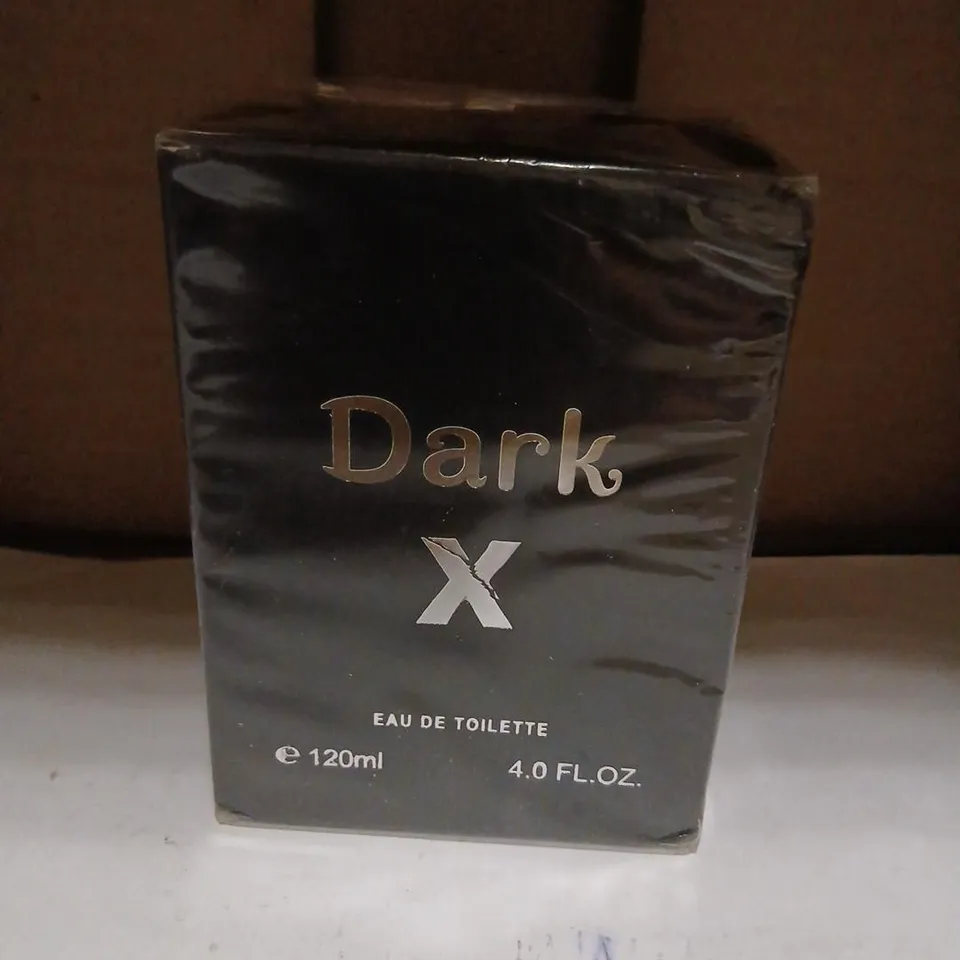 Dark
X
EAU DE TOILETTE
℮ 120ml 4.0 FL.OZ.